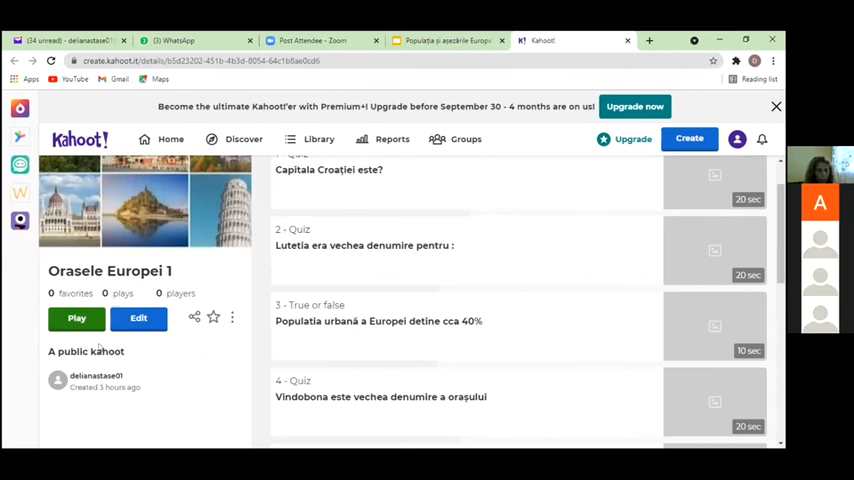 (34 unread) - delianastase01
(3) WhatsApp
Post Attendee - Zoom
Populația și așezările Europei
Kahoot!
create.kahoot.it/details/b5d23202-451b-4b3d-8054-64c1b8ae0cd6
D
Apps
YouTube
Gmail
Maps
Reading list
Become the ultimate Kahoot!'er with Premium+! Upgrade before September 30 - 4 months are on us!
Upgrade now
Kahoot!
Home
Discover
Library
Reports
Groups
Upgrade
Create
Quiz
Capitala Croației este?
20 sec
2 - Quiz
Lutetia era vechea denumire pentru :
20 sec
Orasele Europei 1
0 favorites 0 plays 0 players
Play
Edit
3 - True or false
Populatia urbană a Europei detine cca 40%
10 sec
A public kahoot
delianastase01
Created 3 hours ago
4 - Quiz
Vindobona este vechea denumire a orașului
20 sec
W
A